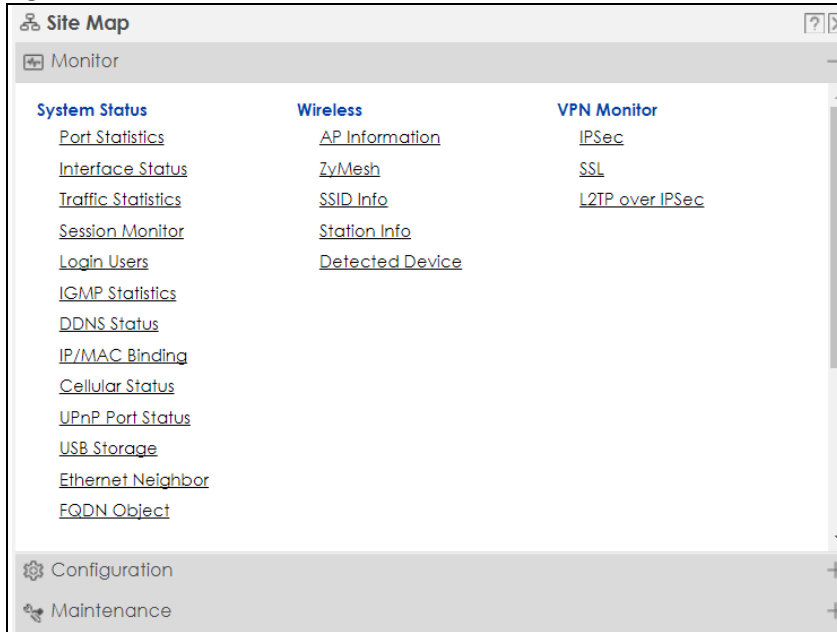 Site Map
Monitor
System Status
Port Statistics
Interface Status
Traffic Statistics
Session Monitor
Login Users
IGMP Statistics
DDNS Status
IP/MAC Binding
Cellular Status
UPnP Port Status
USB Storage
Ethernet Neighbor
FQDN Object
Wireless
AP Information
ZyMesh
SSID Info
Station Info
Detected Device
VPN Monitor
IPSec
SSL
L2TP over IPSec
Configuration
Maintenance